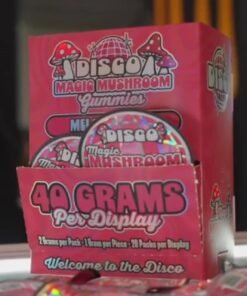 DISCO
MAGIC MUSHROOM
Gummies
DISCO
Magic
MUSHROOM
40 GRAMS
Per Display
2 Grams per Pack • 1 Gram per Piece • 20 Packs per Display
Welcome to the Disco